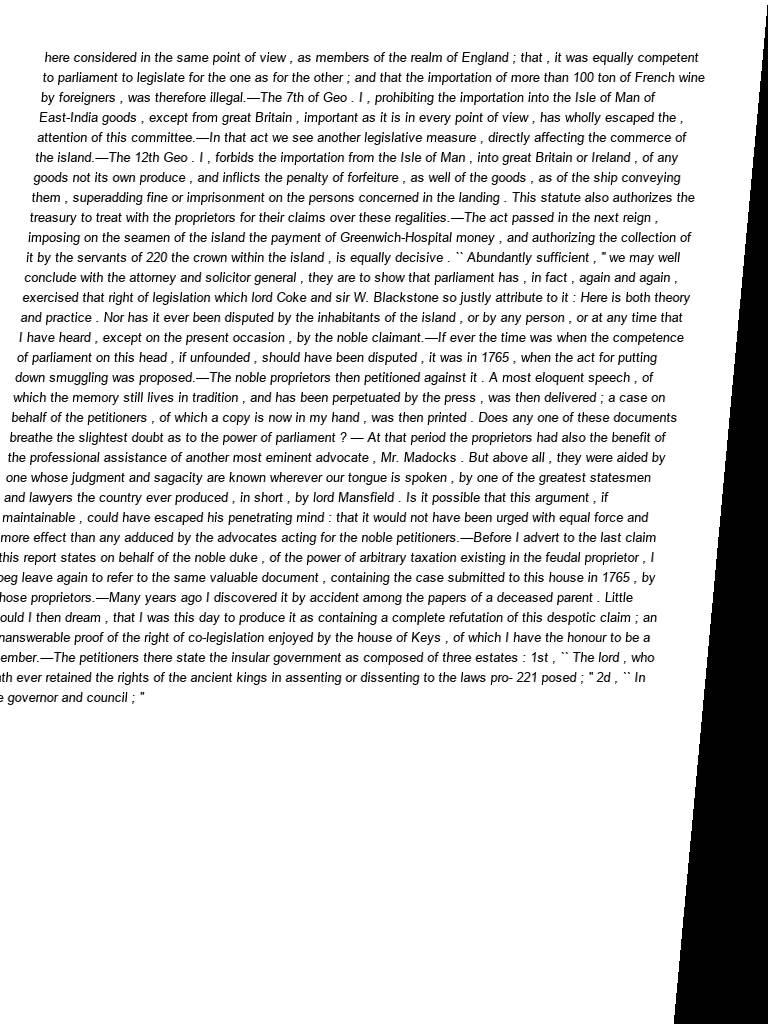 here considered in the same point of view , as members of the realm of England ; that , it was equally competent
to parliament to legislate for the one as for the other ; and that the importation of more than 100 ton of French wine
by foreigners , was therefore illegal.—The 7th of Geo . I , prohibiting the importation into the Isle of Man of
East-India goods , except from great Britain , important as it is in every point of view , has wholly escaped the ,
attention of this committee.—In that act we see another legislative measure , directly affecting the commerce of
the island.—The 12th Geo . I , forbids the importation from the Isle of Man , into great Britain or Ireland , of any
goods not its own produce , and inflicts the penalty of forfeiture , as well of the goods , as of the ship conveying
them , superadding fine or imprisonment on the persons concerned in the landing . This statute also authorizes the
treasury to treat with the proprietors for their claims over these regalities.—The act passed in the next reign ,
imposing on the seamen of the island the payment of Greenwich-Hospital money , and authorizing the collection of
it by the servants of 220 the crown within the island , is equally decisive . `` Abundantly sufficient , " we may well
conclude with the attorney and solicitor general , they are to show that parliament has , in fact , again and again ,
exercised that right of legislation which lord Coke and sir W. Blackstone so justly attribute to it : Here is both theory
and practice . Nor has it ever been disputed by the inhabitants of the island , or by any person , or at any time that
I have heard , except on the present occasion , by the noble claimant.—If ever the time was when the competence
of parliament on this head , if unfounded , should have been disputed , it was in 1765 , when the act for putting
down smuggling was proposed.—The noble proprietors then petitioned against it . A most eloquent speech , of
which the memory still lives in tradition , and has been perpetuated by the press , was then delivered ; a case on
behalf of the petitioners , of which a copy is now in my hand , was then printed . Does any one of these documents
breathe the slightest doubt as to the power of parliament ? — At that period the proprietors had also the benefit of
the professional assistance of another most eminent advocate , Mr. Madocks . But above all , they were aided by
one whose judgment and sagacity are known wherever our tongue is spoken , by one of the greatest statesmen
and lawyers the country ever produced , in short , by lord Mansfield . Is it possible that this argument , if
maintainable , could have escaped his penetrating mind : that it would not have been urged with equal force and
more effect than any adduced by the advocates acting for the noble petitioners.—Before I advert to the last claim
this report states on behalf of the noble duke , of the power of arbitrary taxation existing in the feudal proprietor , I
leave again to refer to the same valuable document , containing the case submitted to this house in 1765 , by
proprietors.—Many years ago I discovered it by accident among the papers of a deceased parent . Little
I then dream , that I was this day to produce it as containing a complete refutation of this despotic claim ; an
proof of the right of co-legislation enjoyed by the house of Keys , of which I have the honour to be a
petitioners there state the insular government as composed of three estates : 1st , `` The lord , who
ever retained the rights of the ancient kings in assenting or dissenting to the laws pro- 221 posed ; " 2d , `` In
governor and council ; "